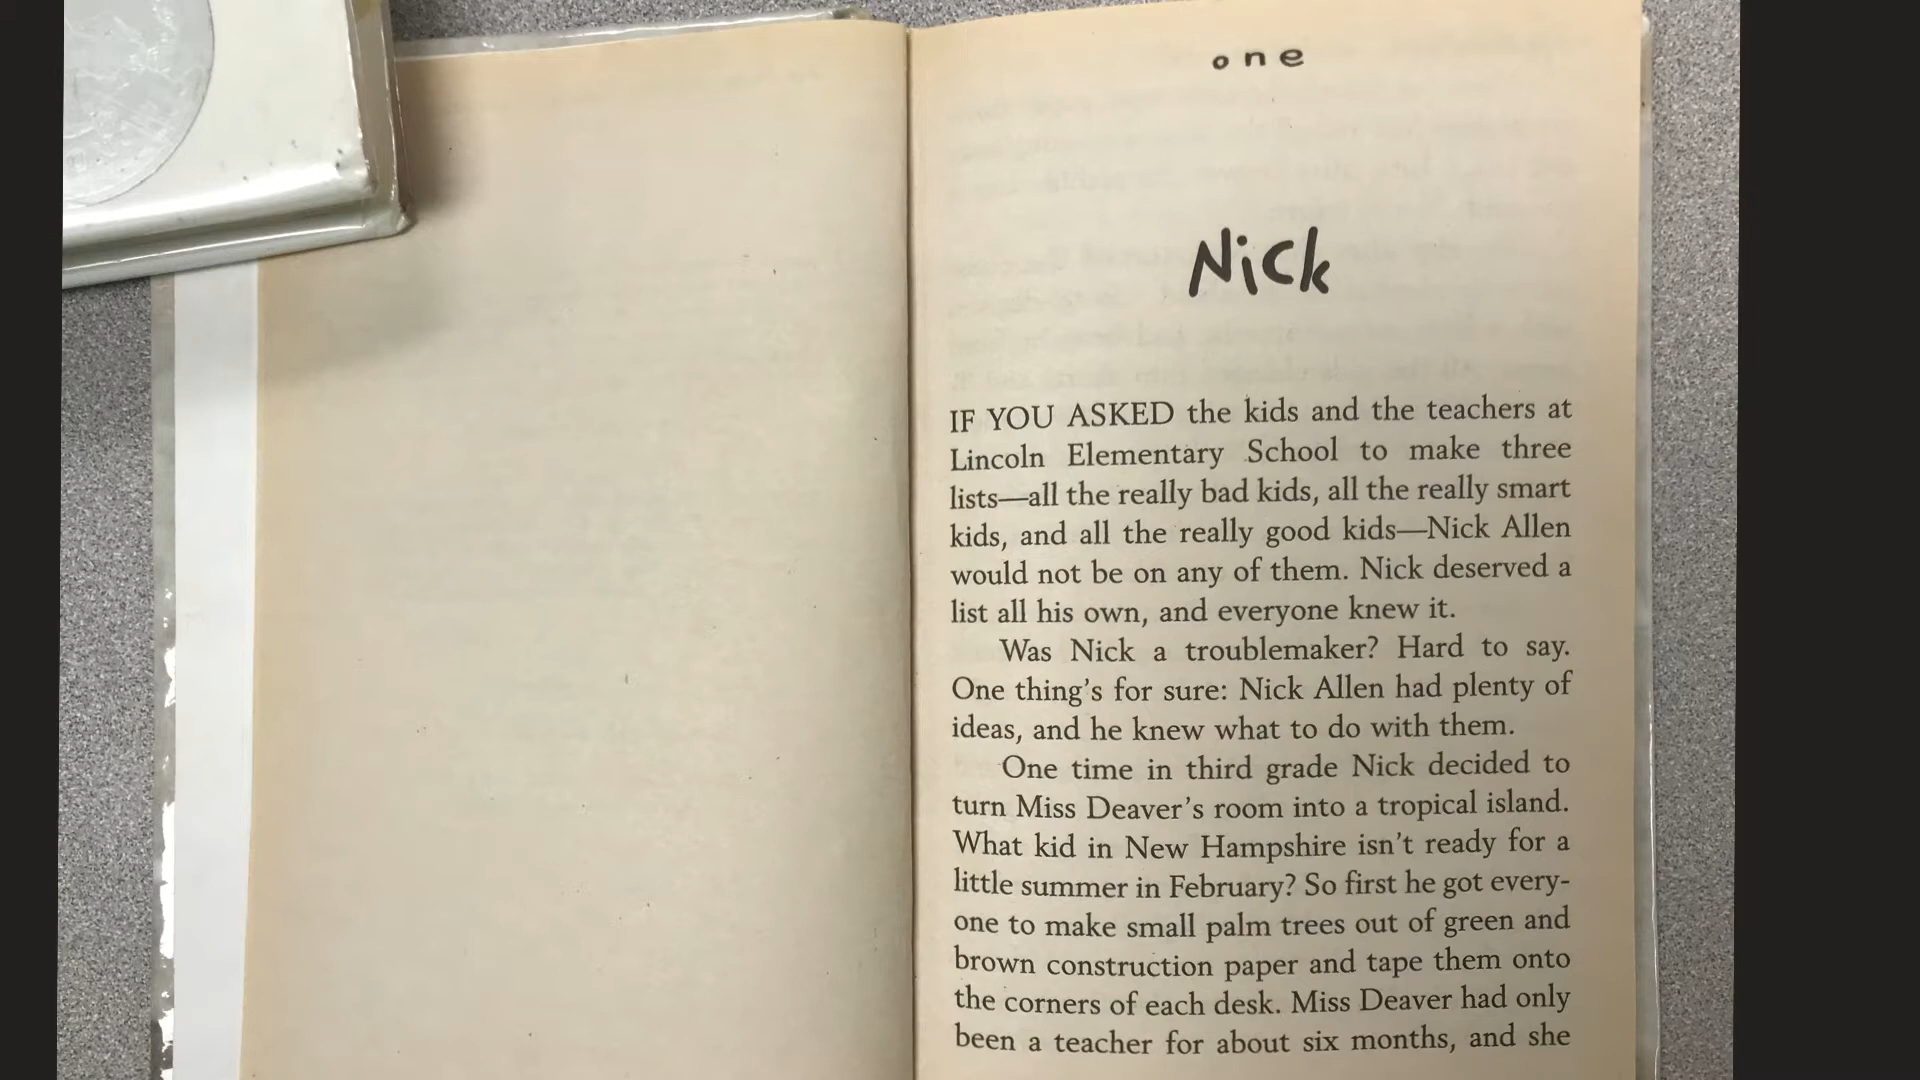 one
Nick
IF YOU ASKED the kids and the teachers at
Lincoln Elementary School to make three
lists—all the really bad kids, all the really smart
kids, and all the really good kids—Nick Allen
would not be on any of them. Nick deserved a
list all his own, and everyone knew it.
Was Nick a troublemaker? Hard to say.
One thing's for sure: Nick Allen had plenty of
ideas, and he knew what to do with them.
One time in third grade Nick decided to
turn Miss Deaver's room into a tropical island.
What kid in New Hampshire isn't ready for a
little summer in February? So first he got every-
one to make small palm trees out of green and
brown construction paper and tape them onto
the corners of each desk. Miss Deaver had only
been a teacher for about six months, and she